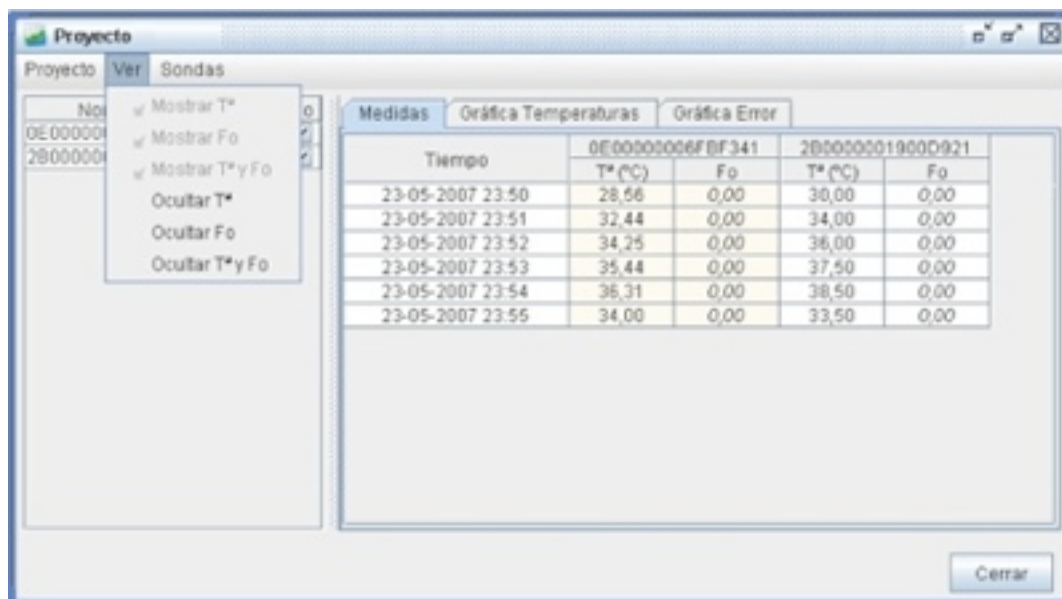 Proyecto
Proyecto Ver Sondas
Mostrar Tª
Mostrar Fo
Mostrar Tª y Fo
Ocultar Tª
Ocultar Fo
Ocultar Tª y Fo
Medidas Gráfica Temperaturas Gráfica Error
Tiempo 0E00000006FBF341 2B0000001900D921
Tª (ºC) Fo Tª (ºC) Fo
23-05-2007 23:50 28,56 0,00 30,00 0,00
23-05-2007 23:51 32,44 0,00 34,00 0,00
23-05-2007 23:52 34,25 0,00 36,00 0,00
23-05-2007 23:53 35,44 0,00 37,50 0,00
23-05-2007 23:54 36,31 0,00 38,50 0,00
23-05-2007 23:55 34,00 0,00 33,50 0,00
Cerrar